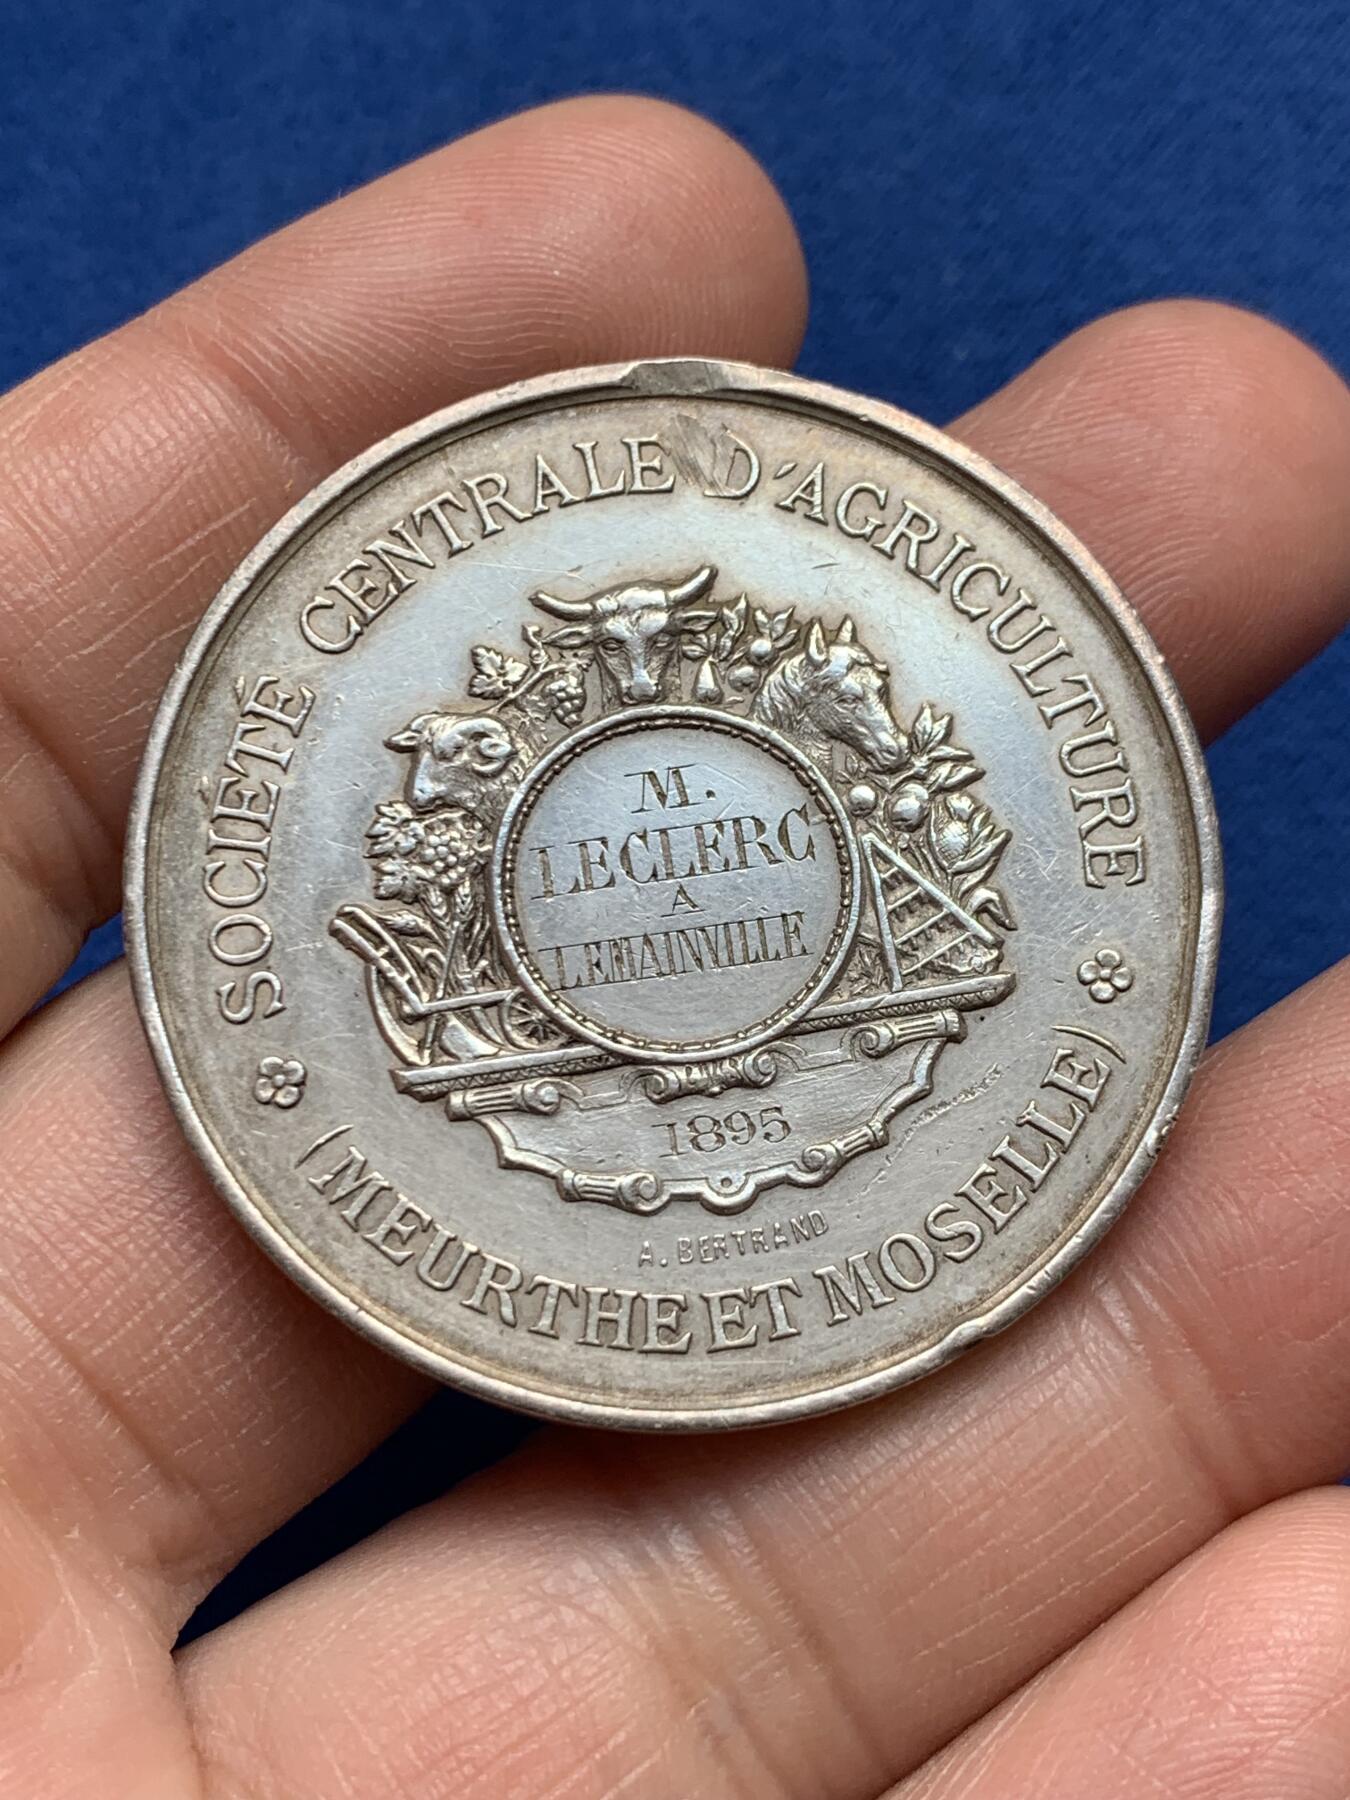 SOCIÉTÉ CENTRALE D'AGRICULTURE
M.
LECLERC
A
LEMAINVILLE
1895
A. BERTRAND
(MEURTHE ET MOSELLE)